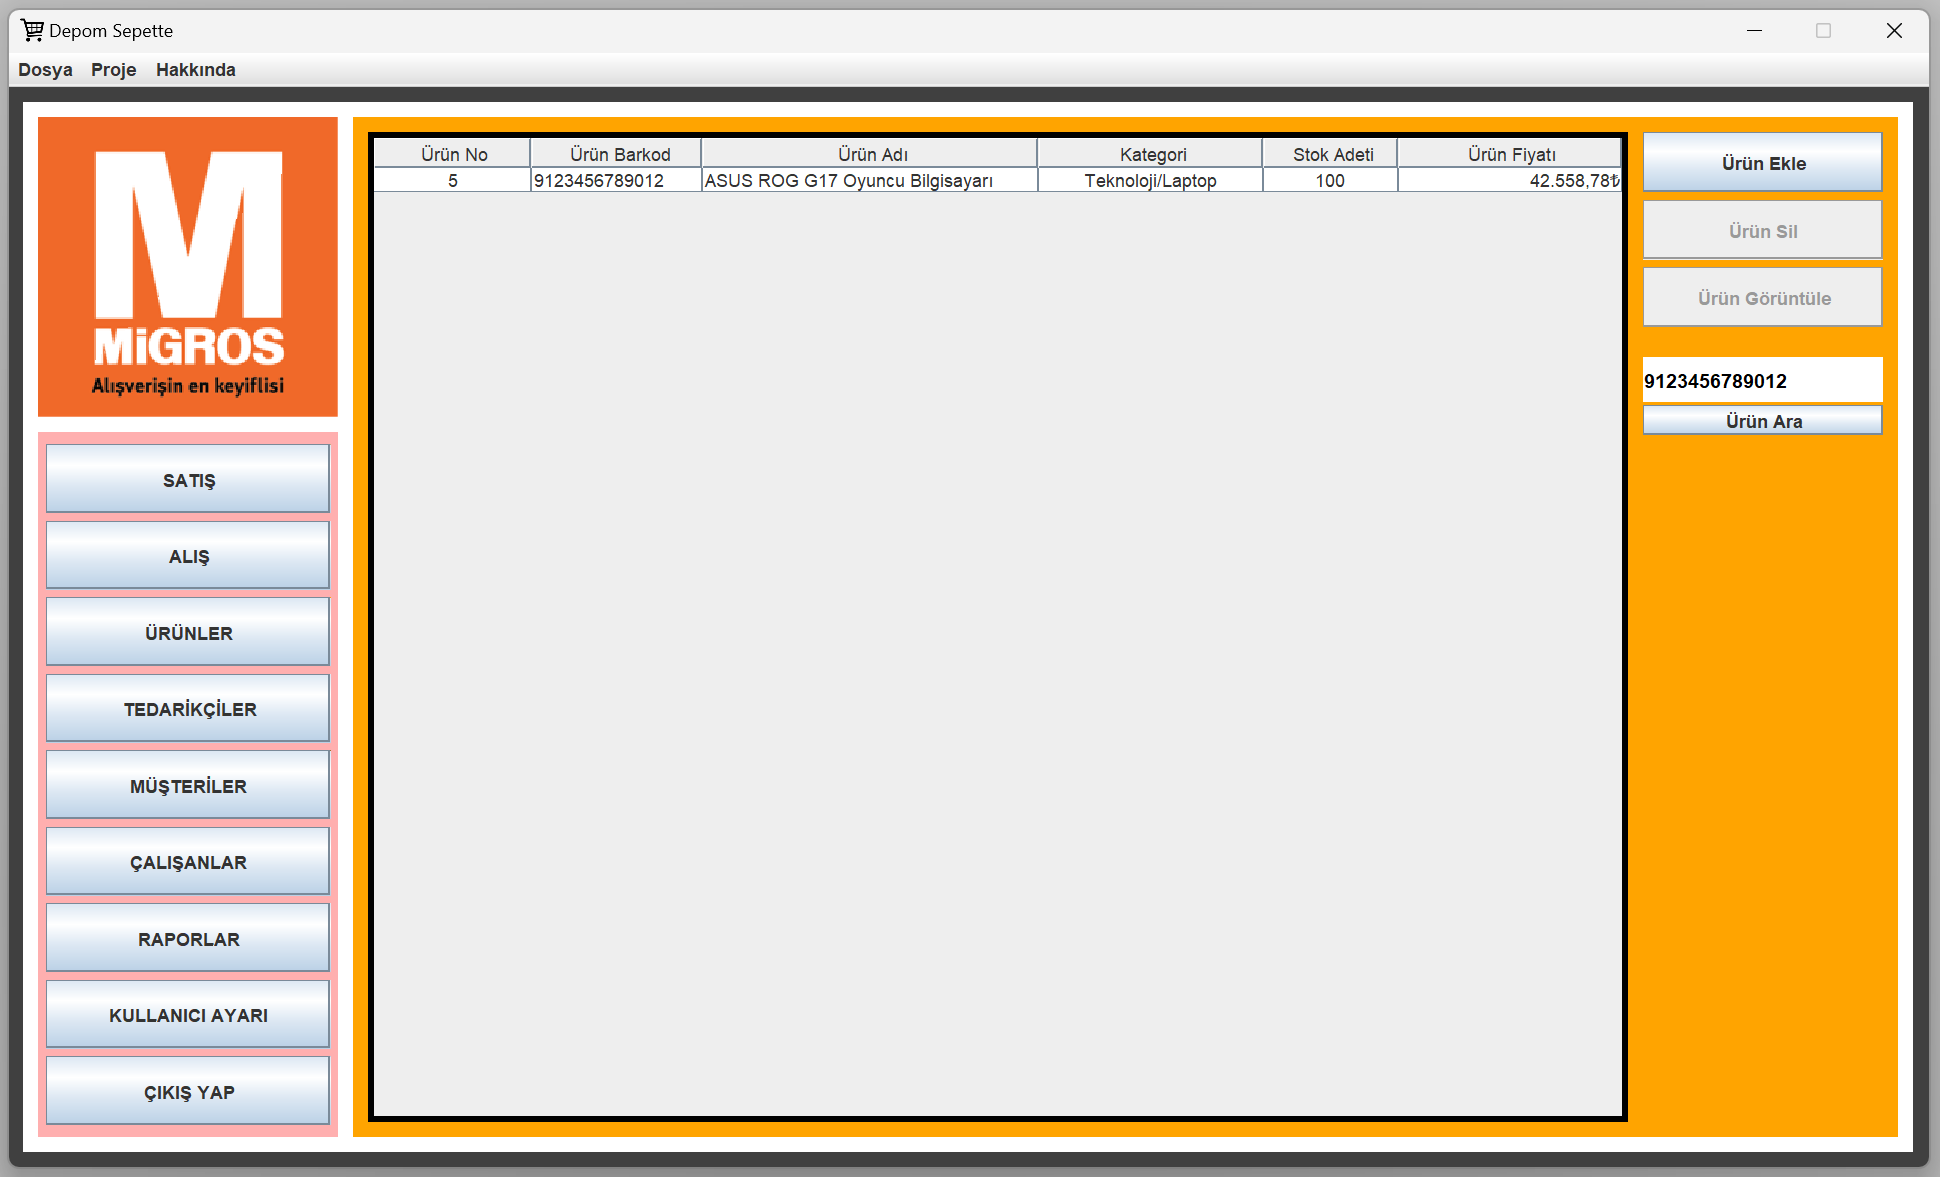 Depom Sepette
Dosya Proje Hakkında
M
MiGROS
Alışverişin en keyiflisi
SATIŞ
ALIŞ
ÜRÜNLER
TEDARİKÇİLER
MÜŞTERİLER
ÇALIŞANLAR
RAPORLAR
KULLANICI AYARI
ÇIKIŞ YAP
Ürün No Ürün Barkod Ürün Adı Kategori Stok Adeti Ürün Fiyatı
5 9123456789012 ASUS ROG G17 Oyuncu Bilgisayarı Teknoloji/Laptop 100 42.558,78₺
Ürün Ekle
Ürün Sil
Ürün Görüntüle
9123456789012
Ürün Ara